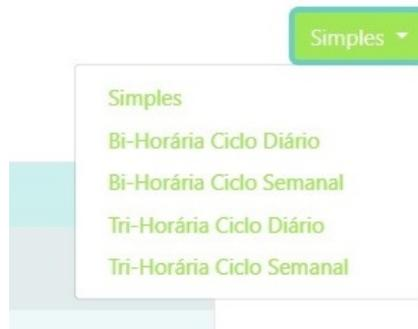 Simples
Simples
Bi-Horária Ciclo Diário
Bi-Horária Ciclo Semanal
Tri-Horária Ciclo Diário
Tri-Horária Ciclo Semanal